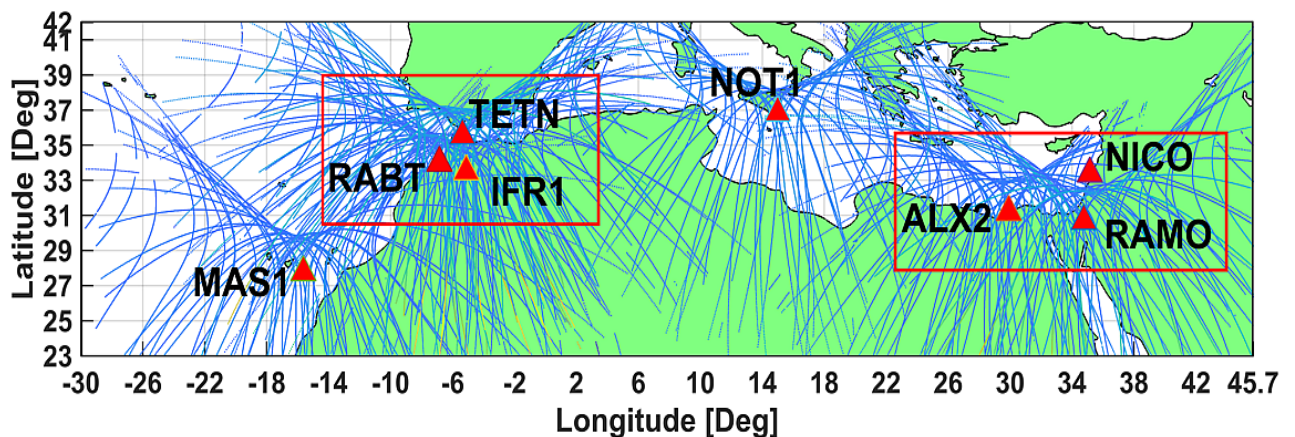 42
41
39
37
35
33
31
29
27
25
23
Latitude [Deg]
NOT1
TETN
RABT
IFR1
NICO
ALX2
RAMO
MAS1
-30 -26 -22 -18 -14 -10 -6 -2 2 6 10 14 18 22 26 30 34 38 42 45.7
Longitude [Deg]